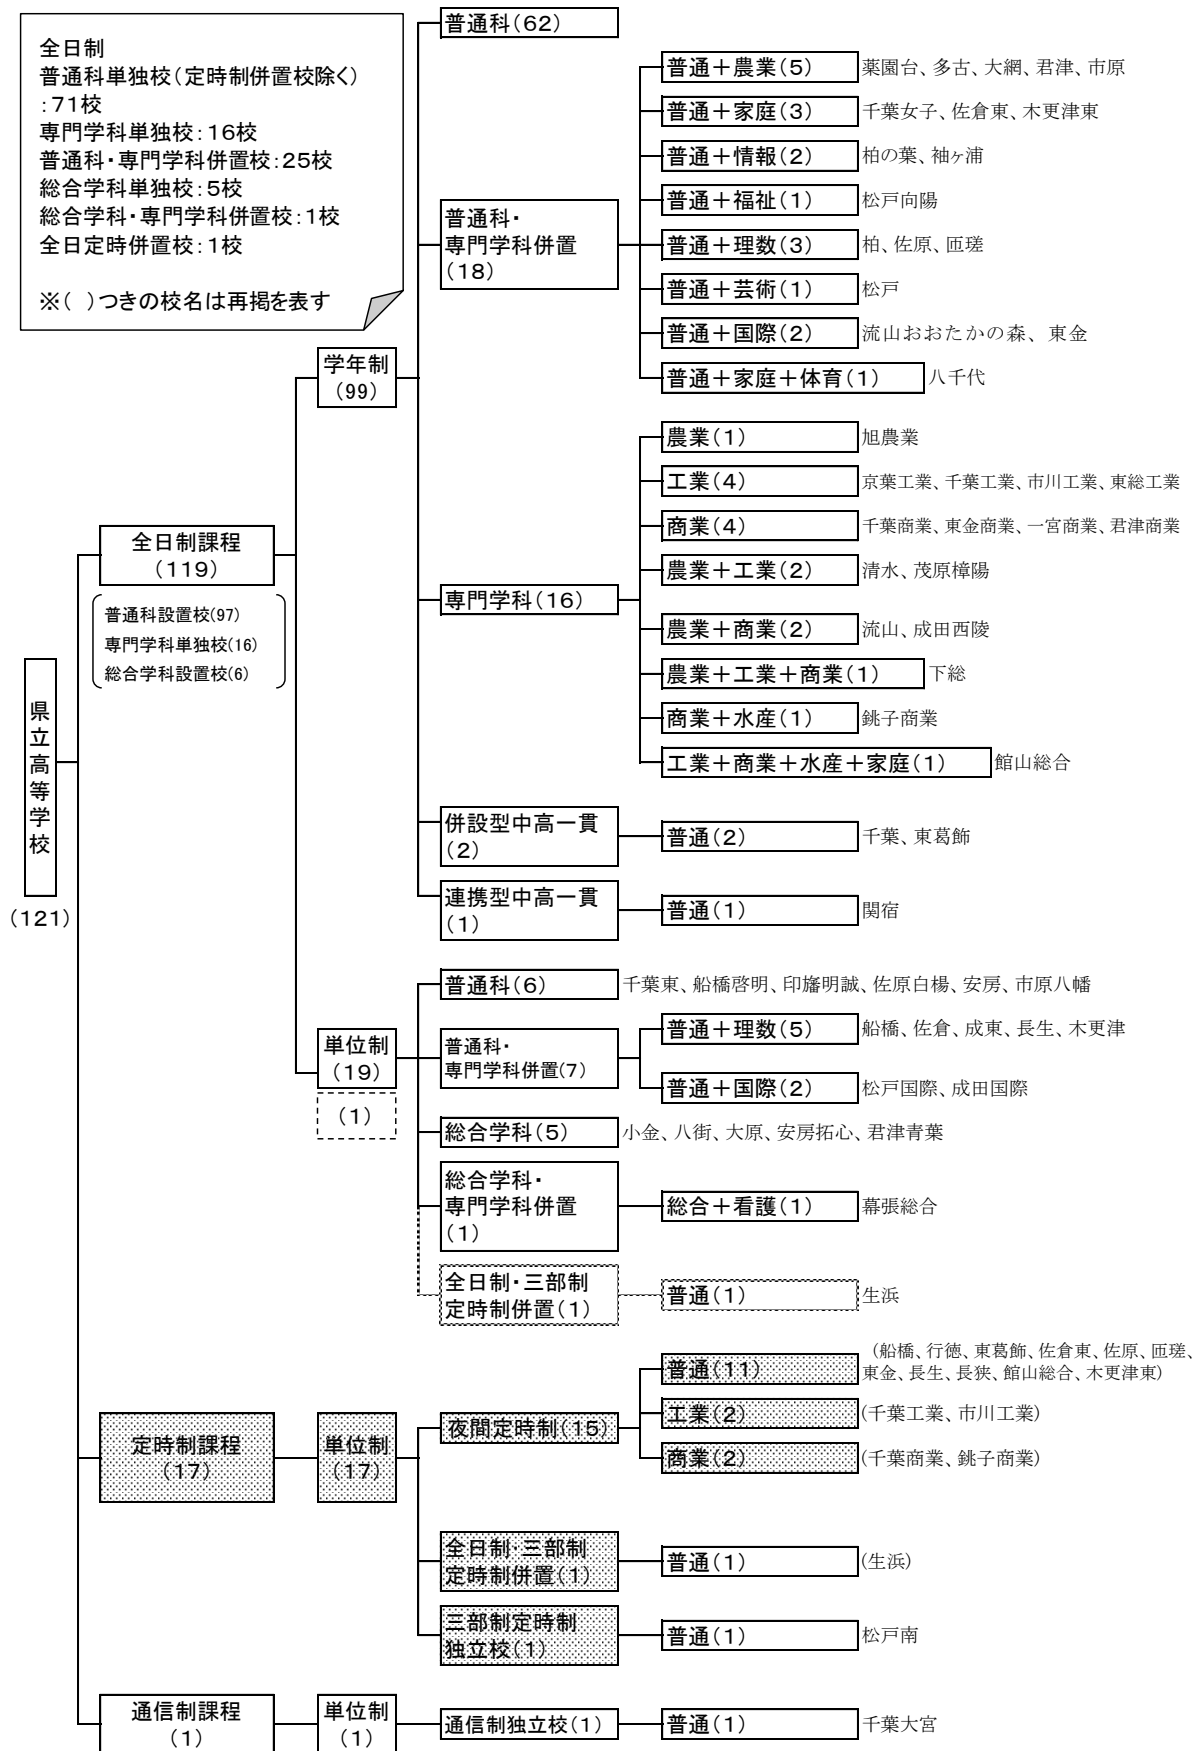 全日制
普通科単独校(定時制併置校除く)
:71校
専門学科単独校:16校
普通科・専門学科併置校:25校
総合学科単独校:5校
総合学科・専門学科併置校:1校
全日定時併置校:1校
※( )つきの校名は再掲を表す
県立高等学校
(121)
全日制課程
(119)
普通科設置校(97)
専門学科単独校(16)
総合学科設置校(6)
学年制
(99)
普通科(62)
普通科・
専門学科併置
(18)
普通+農業(5) 薬園台、多古、大網、君津、市原
普通+家庭(3) 千葉女子、佐倉東、木更津東
普通+情報(2) 柏の葉、袖ヶ浦
普通+福祉(1) 松戸向陽
普通+理数(3) 柏、佐原、匝瑳
普通+芸術(1) 松戸
普通+国際(2) 流山おおたかの森、東金
普通+家庭+体育(1) 八千代
専門学科(16)
農業(1) 旭農業
工業(4) 京葉工業、千葉工業、市川工業、東総工業
商業(4) 千葉商業、東金商業、一宮商業、君津商業
農業+工業(2) 清水、茂原樟陽
農業+商業(2) 流山、成田西陵
農業+工業+商業(1) 下総
商業+水産(1) 銚子商業
工業+商業+水産+家庭(1) 館山総合
併設型中高一貫
(2)
普通(2) 千葉、東葛飾
連携型中高一貫
(1)
普通(1) 関宿
単位制
(19)
(1)
普通科(6) 千葉東、船橋啓明、印旛明誠、佐原白楊、安房、市原八幡
普通科・
専門学科併置(7)
普通+理数(5) 船橋、佐倉、成東、長生、木更津
普通+国際(2) 松戸国際、成田国際
総合学科(5) 小金、八街、大原、安房拓心、君津青葉
総合学科・
専門学科併置
(1)
総合+看護(1) 幕張総合
全日制・三部制
定時制併置(1)
普通(1) 生浜
定時制課程
(17)
単位制
(17)
夜間定時制(15)
普通(11)
(船橋、行徳、東葛飾、佐倉東、佐原、匝瑳、
東金、長生、長狭、館山総合、木更津東)
工業(2) (千葉工業、市川工業)
商業(2) (千葉商業、銚子商業)
全日制・三部制
定時制併置(1)
普通(1) (生浜)
三部制定時制
独立校(1)
普通(1) 松戸南
通信制課程
(1)
単位制
(1)
通信制独立校(1)
普通(1) 千葉大宮